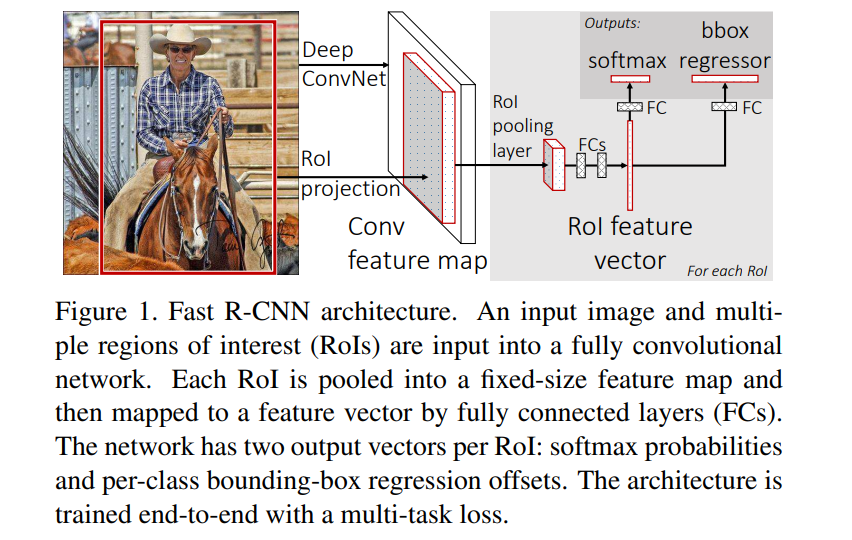 Deep
ConvNet
RoI
projection
Conv
feature map
RoI
pooling
layer
FCs
RoI feature
vector
For each RoI
Outputs:
softmax
bbox
regressor
FC
FC
Figure 1. Fast R-CNN architecture. An input image and multi-
ple regions of interest (RoIs) are input into a fully convolutional
network. Each RoI is pooled into a fixed-size feature map and
then mapped to a feature vector by fully connected layers (FCs).
The network has two output vectors per RoI: softmax probabilities
and per-class bounding-box regression offsets. The architecture is
trained end-to-end with a multi-task loss.